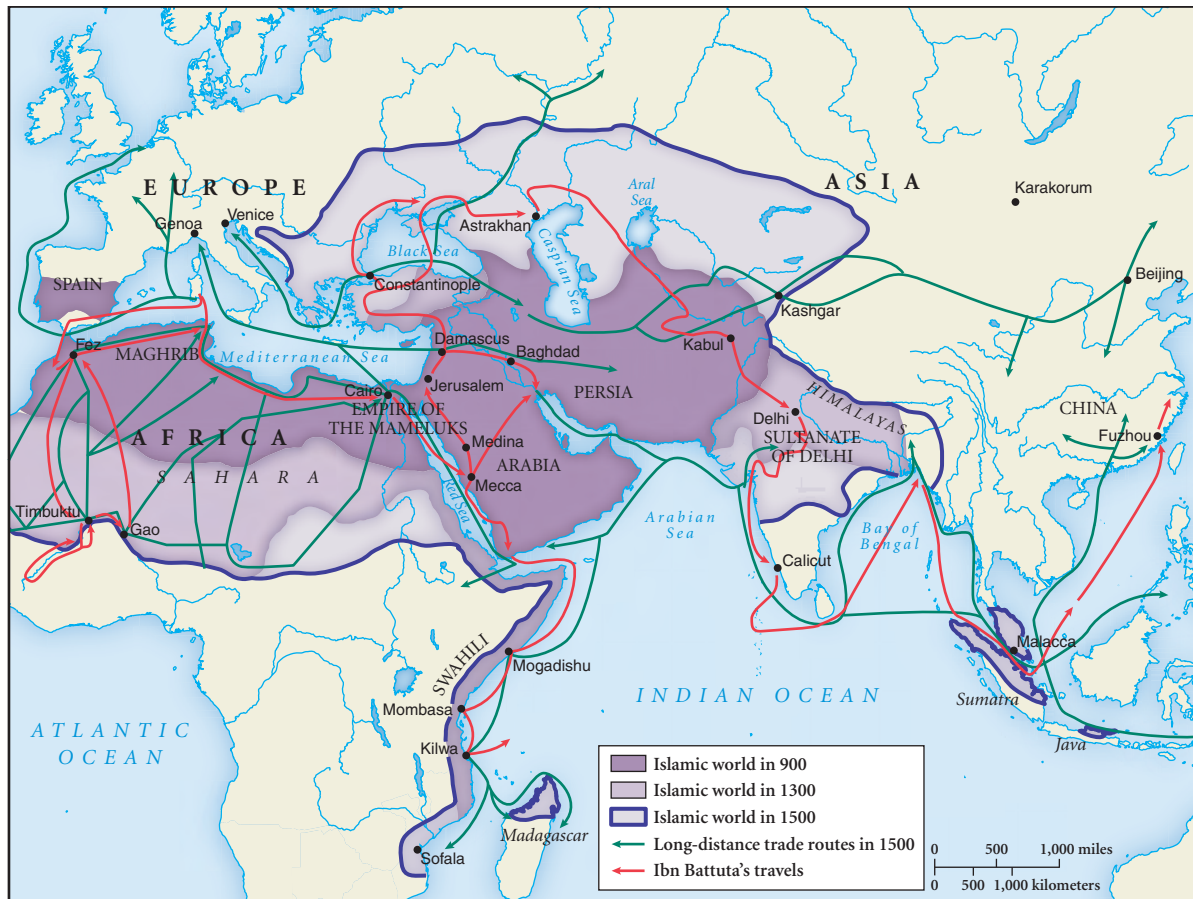 EUROPE
ASIA
Karakorum
Aral
Sea
Venice
Genoa
Astrakhan
Black Sea
Caspian Sea
SPAIN
Constantinople
Beijing
Kashgar
Fez
MAGHRIB
Mediterranean Sea
Damascus
Baghdad
Kabul
Jerusalem
Cairo
PERSIA
EMPIRE OF
THE MAMELUKS
HIMALAYAS
Delhi
SULTANATE
OF DELHI
CHINA
Fuzhou
AFRICA
Medina
ARABIA
SAHARA
Mecca
Red Sea
Timbuktu
Gao
Arabian
Sea
Bay of
Bengal
Calicut
SWAHILI
Mogadishu
Malacca
INDIAN OCEAN
Sumatra
Mombasa
ATLANTIC
OCEAN
Kilwa
Java
Madagascar
Sofala
Islamic world in 900
Islamic world in 1300
Islamic world in 1500
Long-distance trade routes in 1500
Ibn Battuta's travels
0 500 1,000 miles
0 500 1,000 kilometers